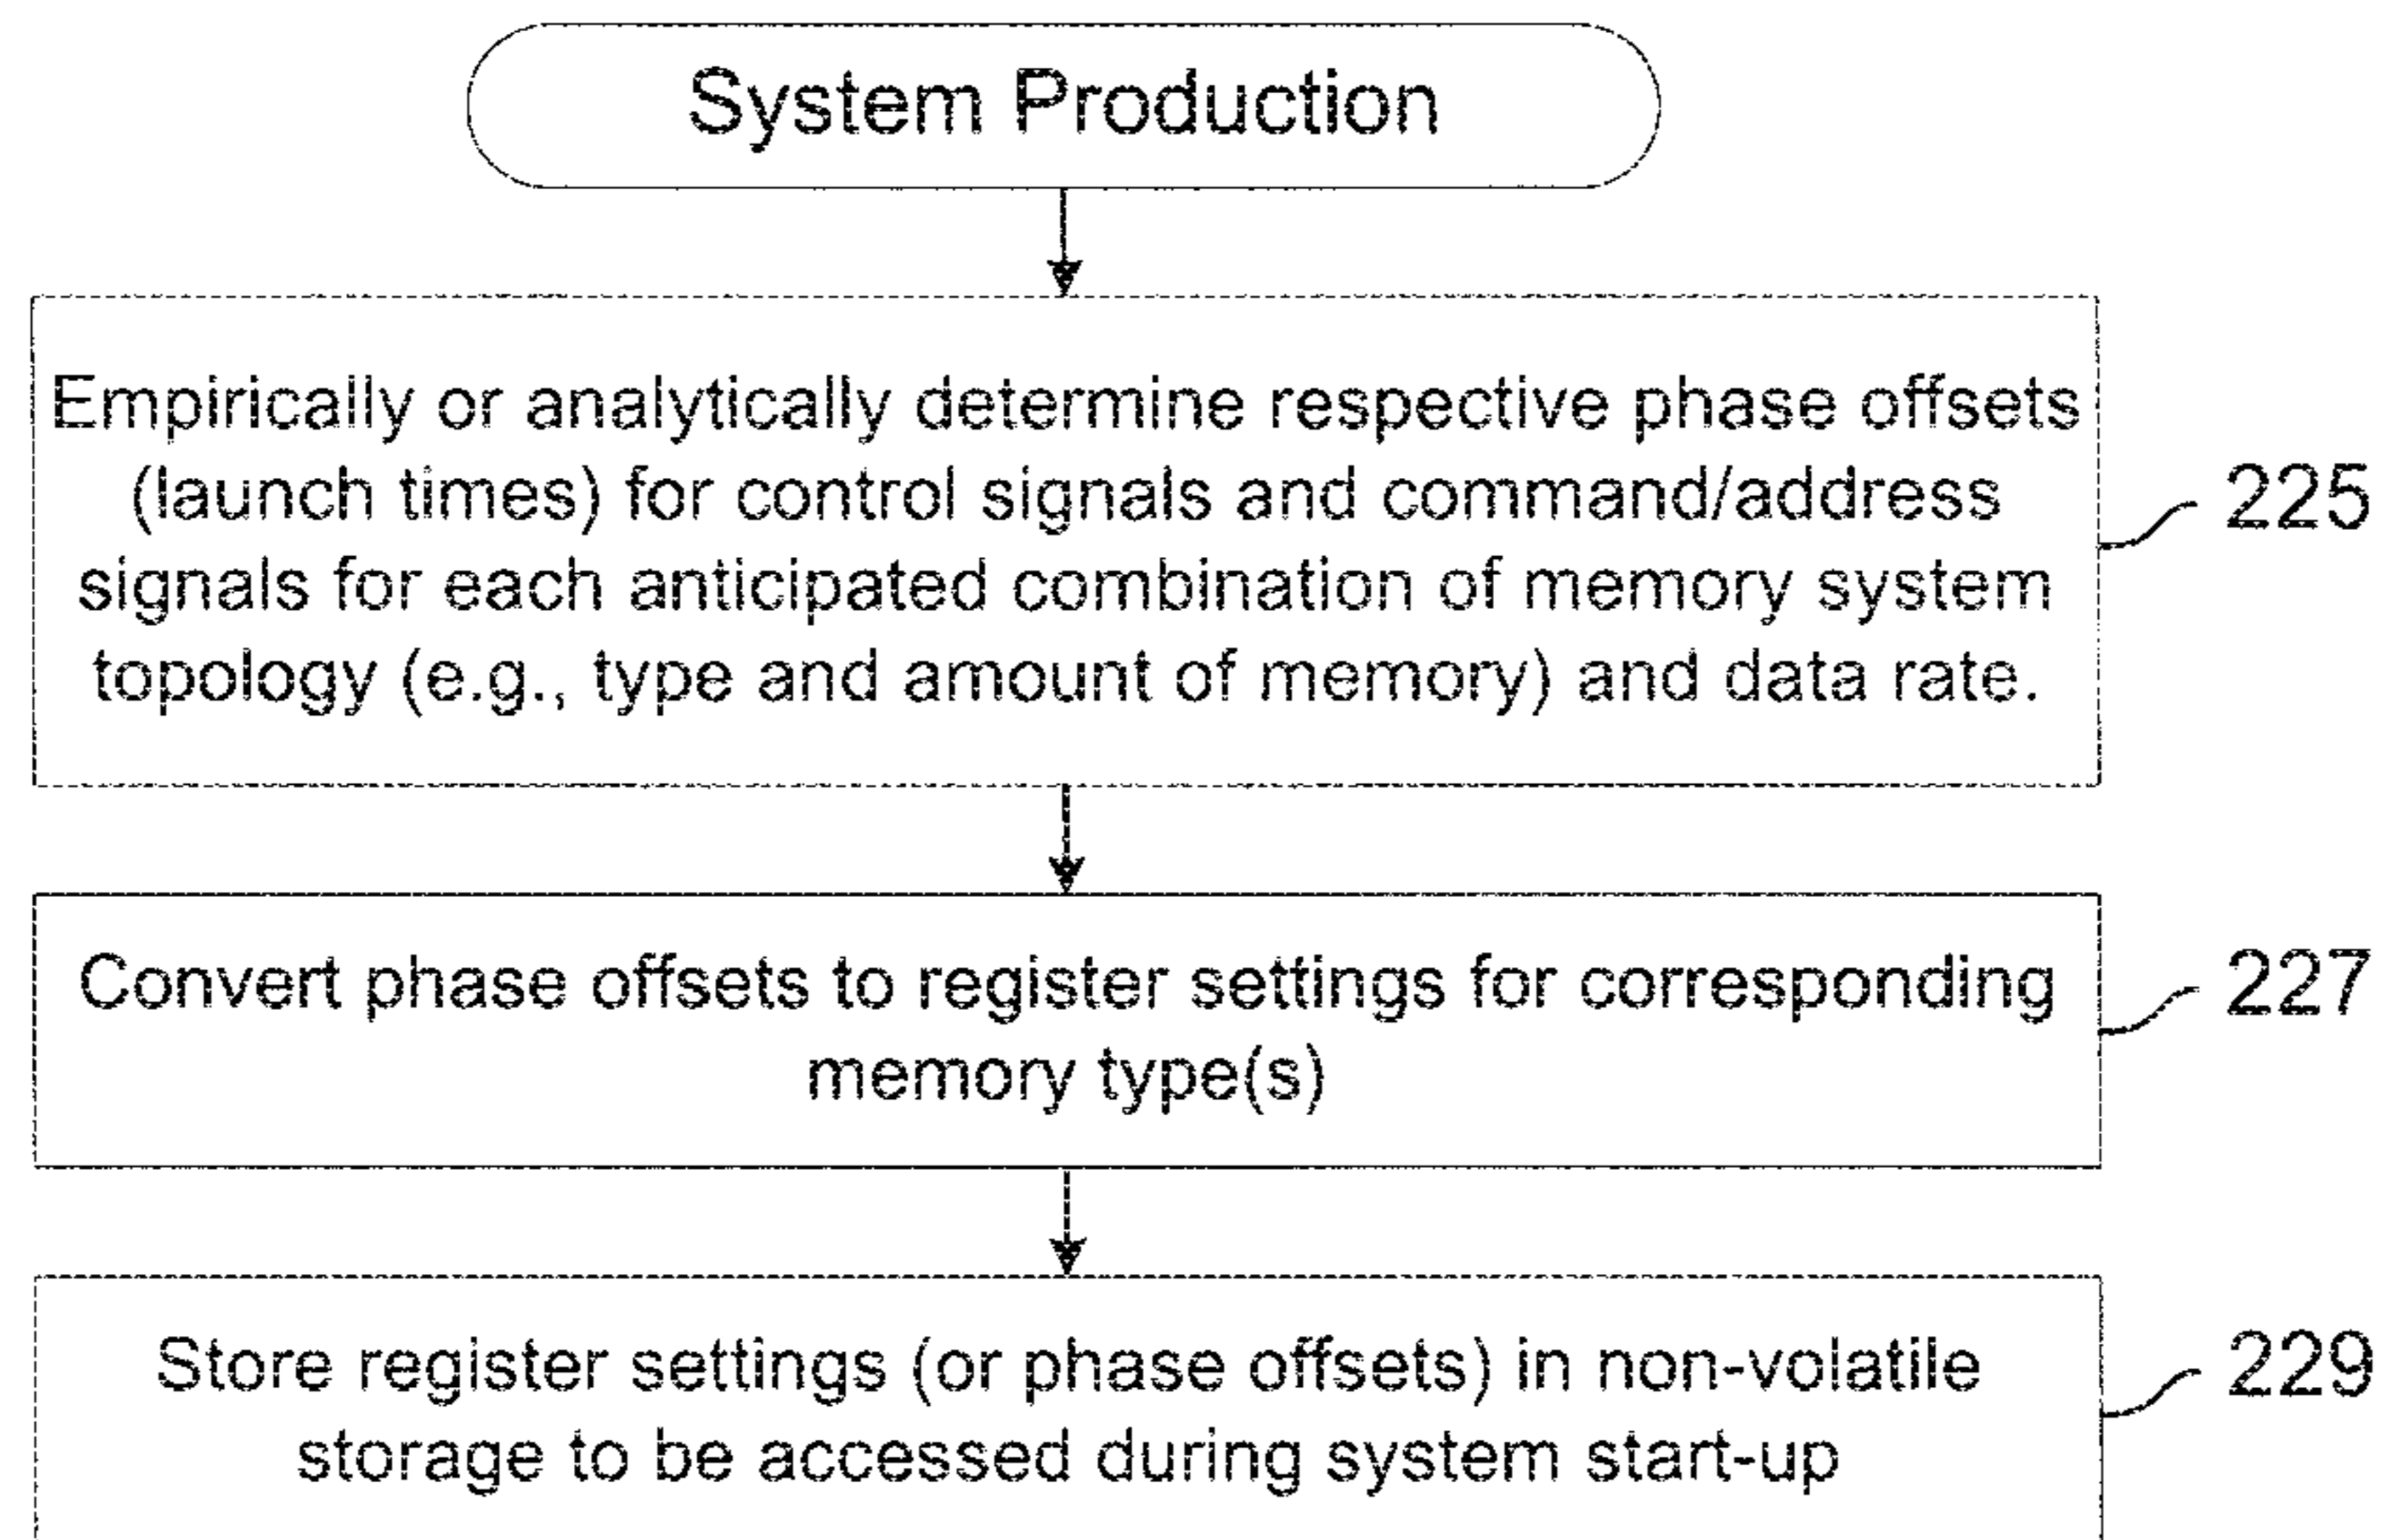 System Production
Empirically or analytically determine respective phase offsets
(launch times) for control signals and command/address
signals for each anticipated combination of memory system
topology (e.g., type and amount of memory) and data rate.
225
Convert phase offsets to register settings for corresponding
memory type(s)
227
Store register settings (or phase offsets) in non-volatile
storage to be accessed during system start-up
229